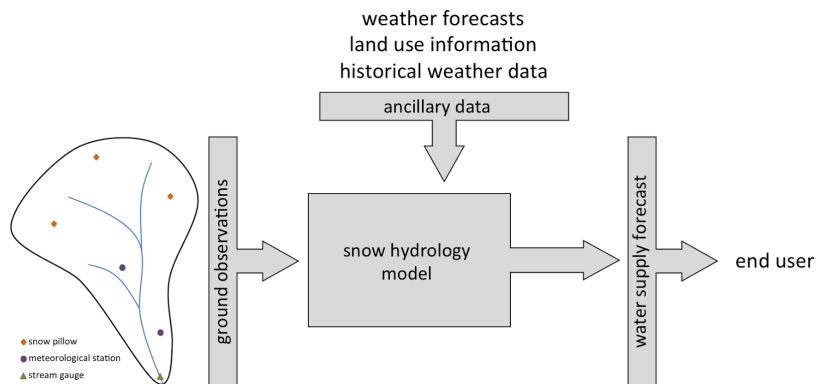 weather forecasts
land use information
historical weather data
ancillary data
ground observations
snow hydrology
model
water supply forecast
end user
snow pillow
meteorological station
stream gauge